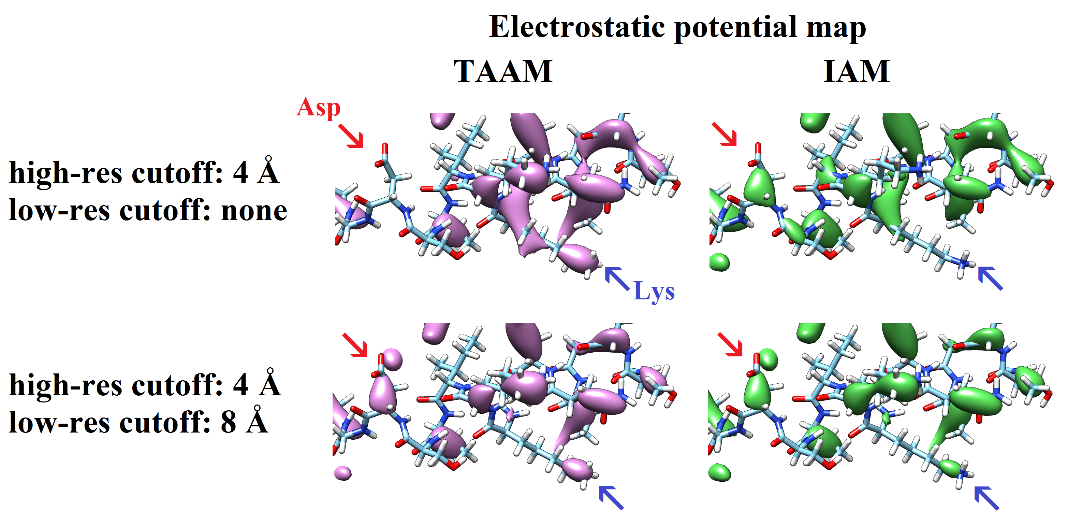 Electrostatic potential map
TAAM IAM
Asp
high-res cutoff: 4 Å
low-res cutoff: none
Lys
high-res cutoff: 4 Å
low-res cutoff: 8 Å